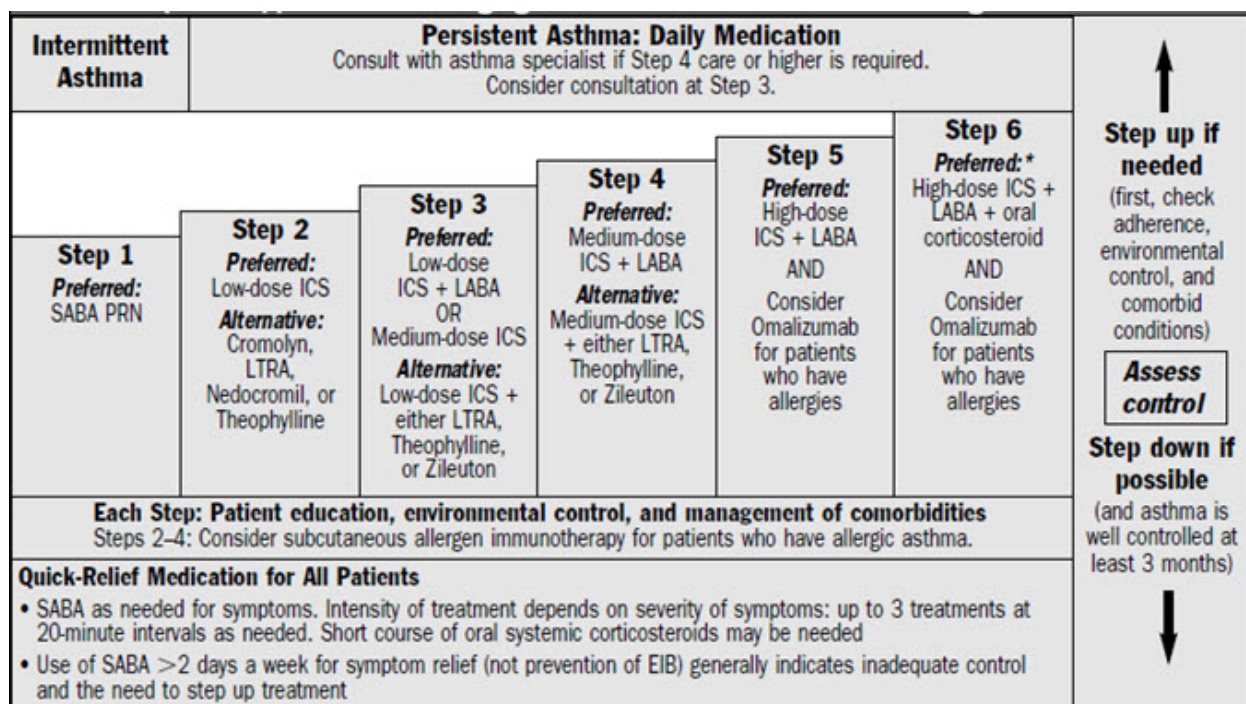 Intermittent
Asthma
Persistent Asthma: Daily Medication
Consult with asthma specialist if Step 4 care or higher is required.
Consider consultation at Step 3.
Step 1
Preferred:
SABA PRN
Step 2
Preferred:
Low-dose ICS
Alternative:
Cromolyn,
LTRA,
Nedocromil, or
Theophylline
Step 3
Preferred:
Low-dose
ICS + LABA
OR
Medium-dose ICS
Alternative:
Low-dose ICS +
either LTRA,
Theophylline,
or Zileuton
Step 4
Preferred:
Medium-dose
ICS + LABA
Alternative:
Medium-dose ICS
+ either LTRA,
Theophylline,
or Zileuton
Step 5
Preferred:
High-dose
ICS + LABA
AND
Consider
Omalizumab
for patients
who have
allergies
Step 6
Preferred:*
High-dose ICS +
LABA + oral
corticosteroid
AND
Consider
Omalizumab
for patients
who have
allergies
Each Step: Patient education, environmental control, and management of comorbidities
Steps 2–4: Consider subcutaneous allergen immunotherapy for patients who have allergic asthma.
Quick-Relief Medication for All Patients
• SABA as needed for symptoms. Intensity of treatment depends on severity of symptoms: up to 3 treatments at
20-minute intervals as needed. Short course of oral systemic corticosteroids may be needed
• Use of SABA >2 days a week for symptom relief (not prevention of EIB) generally indicates inadequate control
and the need to step up treatment
Step up if
needed
(first, check
adherence,
environmental
control, and
comorbid
conditions)
Assess
control
Step down if
possible
(and asthma is
well controlled at
least 3 months)